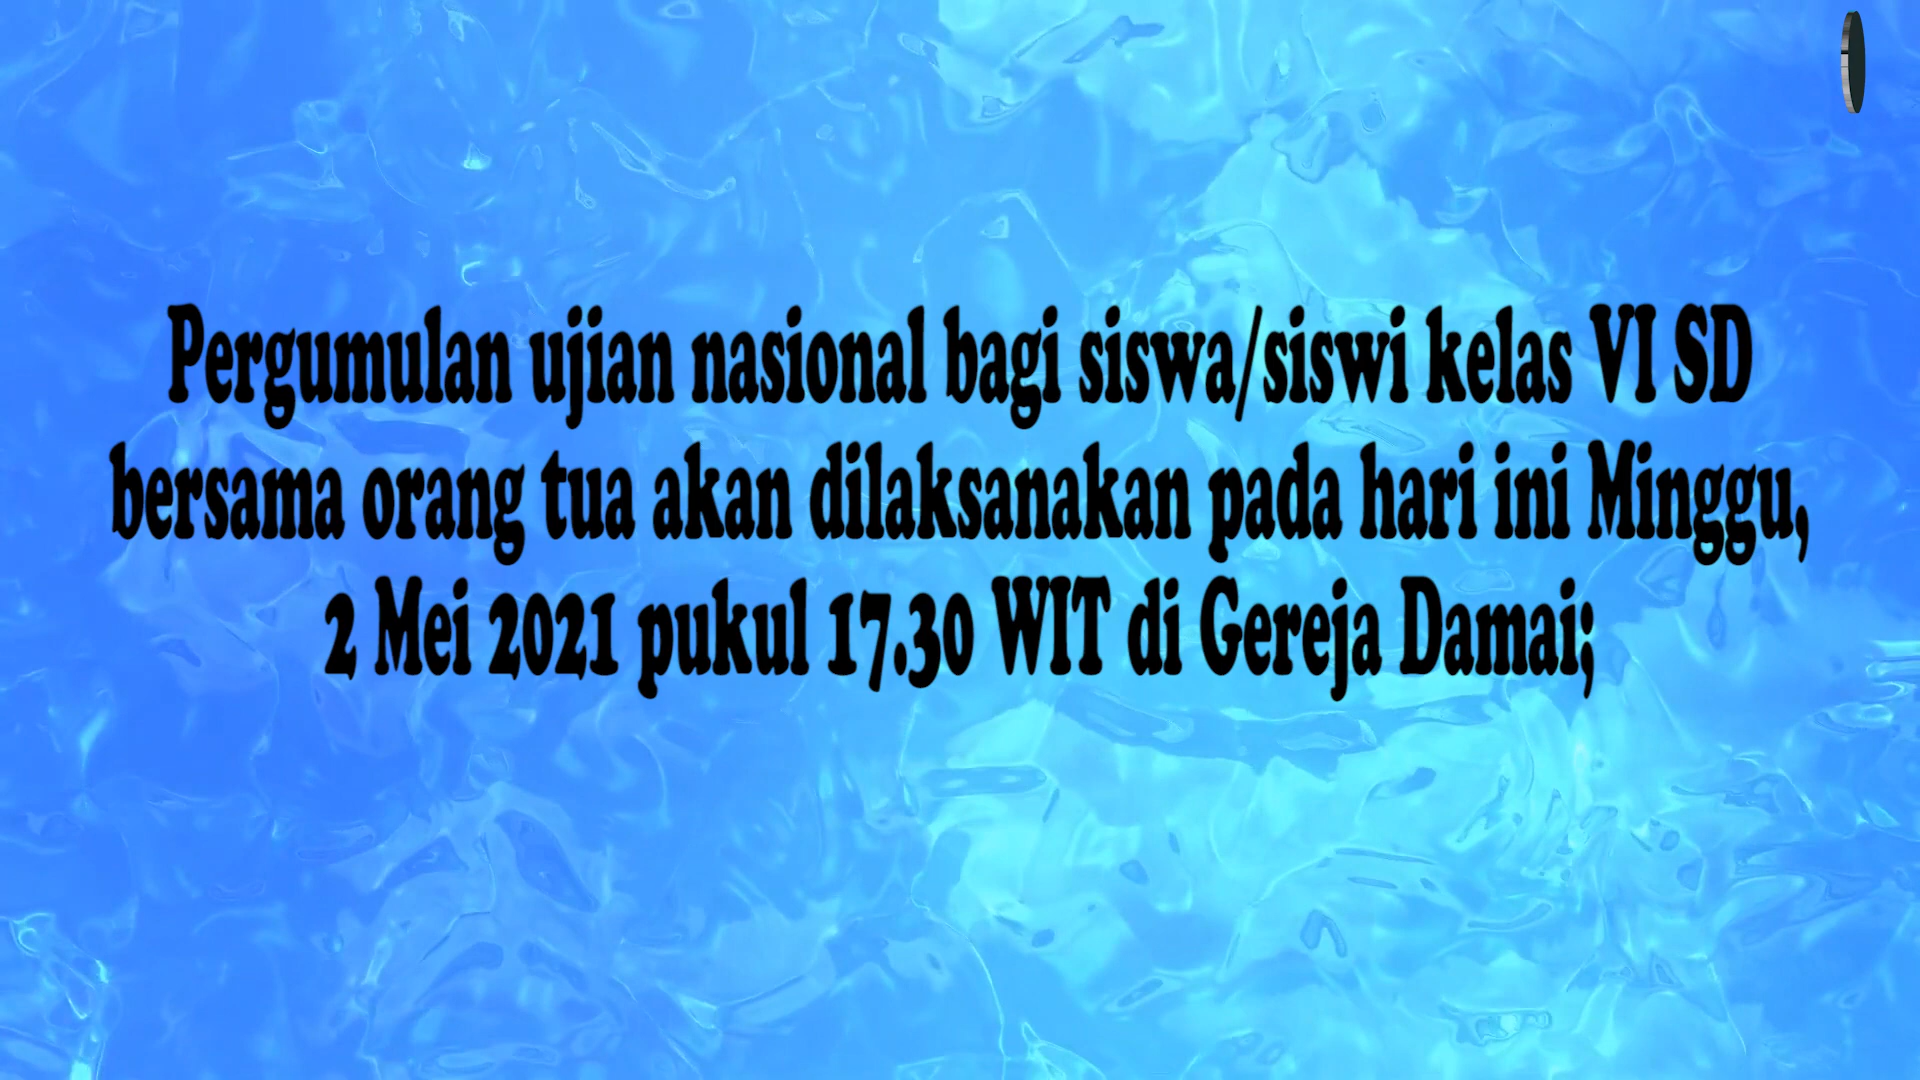 Pergumulan ujian nasional bagi siswa/siswi kelas VI SD
bersama orang tua akan dilaksanakan pada hari ini Minggu,
2 Mei 2021 pukul 17.30 WIT di Gereja Damai;